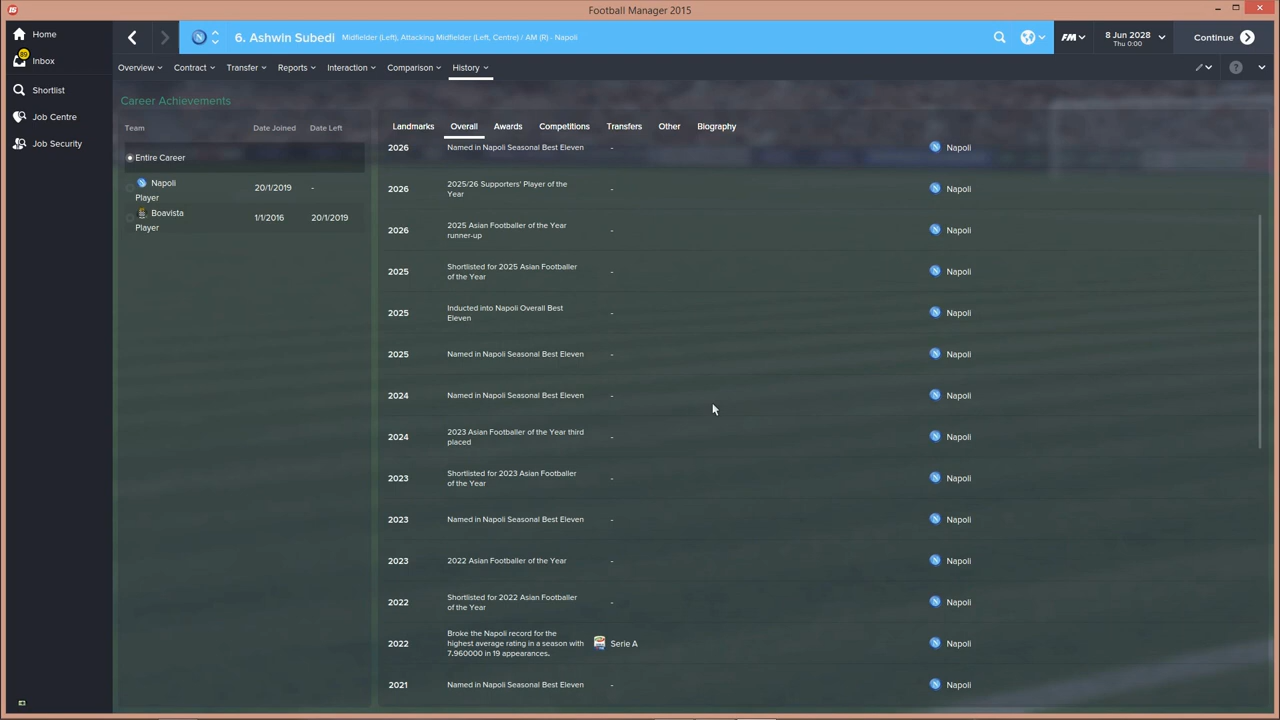 Football Manager 2015
Home
6. Ashwin Subedi
Midfielder (Left), Attacking Midfielder (Left, Centre) / AM (R) - Napoli
FM
8 Jun 2028
Thu 0:00
Continue
89
Inbox
Overview
Contract
Transfer
Reports
Interaction
Comparison
History
?
Shortlist
Job Centre
Job Security
Career Achievements
Team
Date Joined
Date Left
Entire Career
Napoli
Player
20/1/2019
-
Boavista
Player
1/1/2016
20/1/2019
Landmarks
Overall
Awards
Competitions
Transfers
Other
Biography
2026
Named in Napoli Seasonal Best Eleven
-
Napoli
2026
2025/26 Supporters' Player of the
Year
-
Napoli
2026
2025 Asian Footballer of the Year
runner-up
-
Napoli
2025
Shortlisted for 2025 Asian Footballer
of the Year
-
Napoli
2025
Inducted into Napoli Overall Best
Eleven
-
Napoli
2025
Named in Napoli Seasonal Best Eleven
-
Napoli
2024
Named in Napoli Seasonal Best Eleven
-
Napoli
2024
2023 Asian Footballer of the Year third
placed
-
Napoli
2023
Shortlisted for 2023 Asian Footballer
of the Year
-
Napoli
2023
Named in Napoli Seasonal Best Eleven
-
Napoli
2023
2022 Asian Footballer of the Year
-
Napoli
2022
Shortlisted for 2022 Asian Footballer
of the Year
-
Napoli
2022
Broke the Napoli record for the
highest average rating in a season with
7.960000 in 19 appearances.
Serie A
Napoli
2021
Named in Napoli Seasonal Best Eleven
-
Napoli